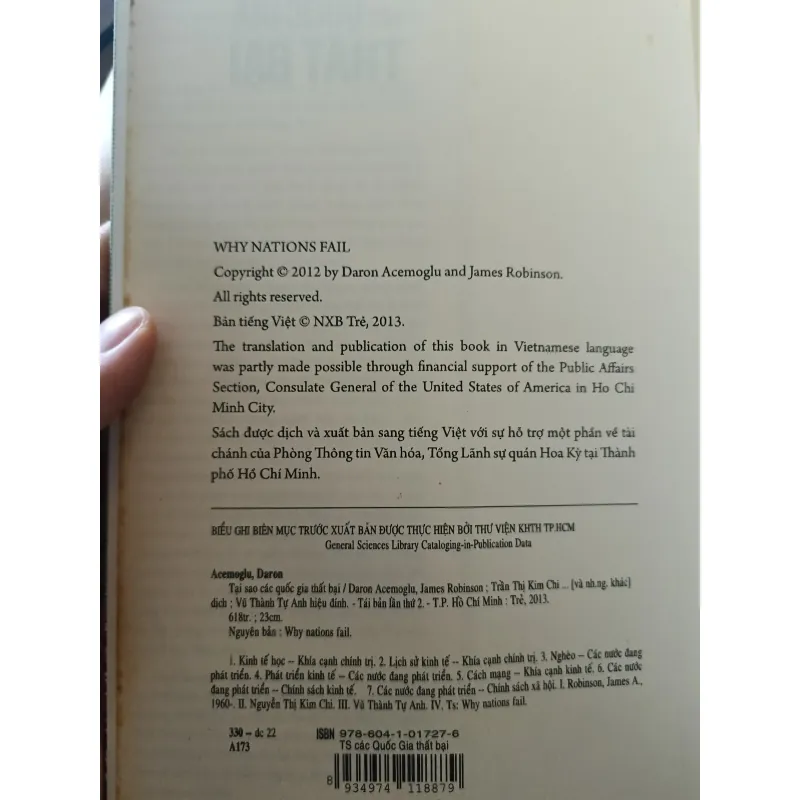 THẤT BẠI
WHY NATIONS FAIL
Copyright © 2012 by Daron Acemoglu and James Robinson.
All rights reserved.
Bản tiếng Việt © NXB Trẻ, 2013.
The translation and publication of this book in Vietnamese language
was partly made possible through financial support of the Public Affairs
Section, Consulate General of the United States of America in Ho Chi
Minh City.
Sách được dịch và xuất bản sang tiếng Việt với sự hỗ trợ một phần về tài
chánh của Phòng Thông tin Văn hóa, Tổng Lãnh sự quán Hoa Kỳ tại Thành
phố Hồ Chí Minh.
BIỂU GHI BIÊN MỤC TRƯỚC XUẤT BẢN ĐƯỢC THỰC HIỆN BỞI THƯ VIỆN KHTH TP.HCM
General Sciences Library Cataloging-in-Publication Data
Acemoglu, Daron
Tại sao các quốc gia thất bại / Daron Acemoglu, James Robinson ; Trần Thị Kim Chi ... [và nh.ng. khác]
dịch ; Vũ Thành Tự Anh hiệu đính. - Tái bản lần thứ 2. - T.P. Hồ Chí Minh : Trẻ, 2013.
618tr. ; 23cm.
Nguyên bản : Why nations fail.
1. Kinh tế học -- Khía cạnh chính trị. 2. Lịch sử kinh tế -- Khía cạnh chính trị. 3. Nghèo -- Các nước đang
phát triển. 4. Phát triển kinh tế -- Các nước đang phát triển. 5. Cách mạng -- Khía cạnh kinh tế. 6. Các nước
đang phát triển -- Chính sách kinh tế. 7. Các nước đang phát triển -- Chính sách xã hội. I. Robinson, James A.,
1960-. II. Nguyễn Thị Kim Chi. III. Vũ Thành Tự Anh. IV. Ts: Why nations fail.
330 -- dc 22 ISBN 978-604-1-01727-6
A173 TS các Quốc Gia thất bại
8 934974 118879